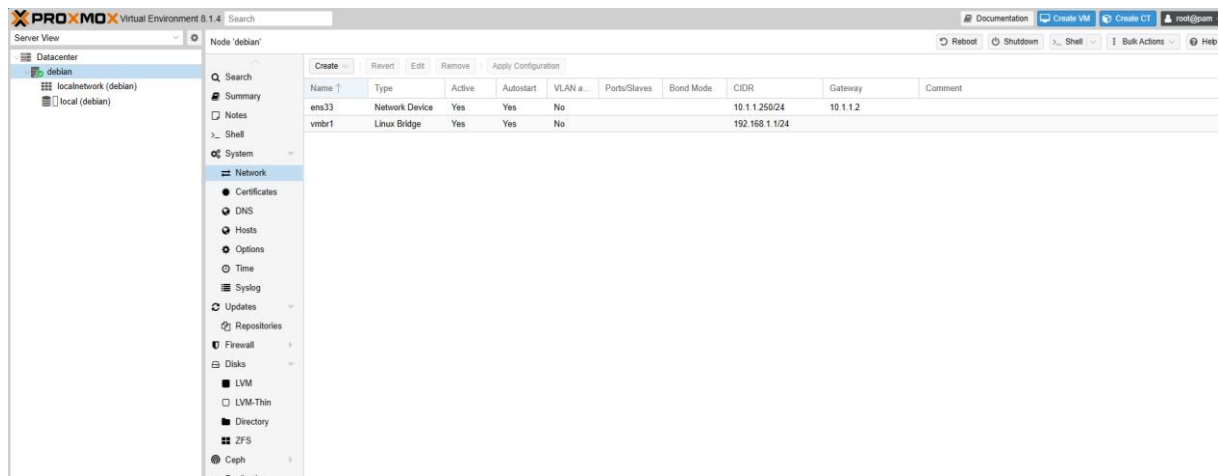 PROXMOX Virtual Environment 8.1.4 Search
Documentation Create VM Create CT root@pam
Server View
Node 'debian'
Reboot Shutdown Shell Bulk Actions Help
Datacenter
debian
localnetwork (debian)
local (debian)
Search
Summary
Notes
Shell
System
Network
Certificates
DNS
Hosts
Options
Time
Syslog
Updates
Repositories
Firewall
Disks
LVM
LVM-Thin
Directory
ZFS
Ceph
Create Revert Edit Remove Apply Configuration
Name Type Active Autostart VLAN a... Ports/Slaves Bond Mode CIDR Gateway Comment
ens33 Network Device Yes Yes No 10.1.1.250/24 10.1.1.2
vmbr1 Linux Bridge Yes Yes No 192.168.1.1/24